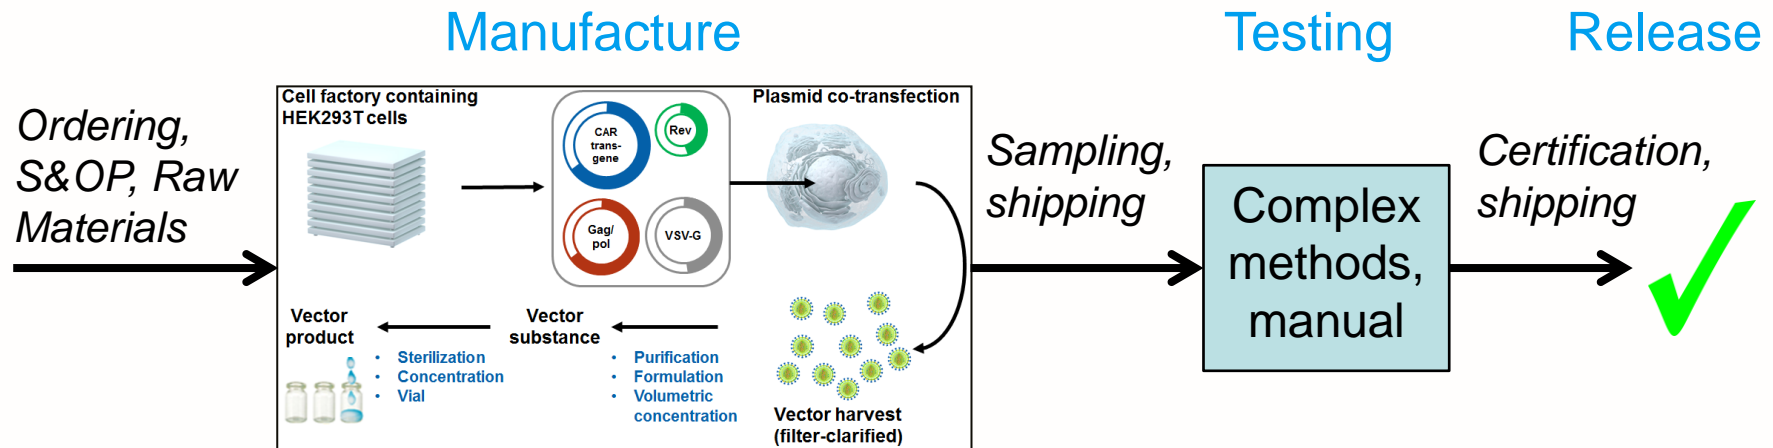 Manufacture
Testing
Release
Ordering,
S&OP, Raw
Materials
Cell factory containing
HEK293T cells
CAR
trans-
gene
Rev
Gag/
pol
VSV-G
Plasmid co-transfection
Vector
product
• Sterilization
• Concentration
• Vial
Vector
substance
• Purification
• Formulation
• Volumetric
concentration
Vector harvest
(filter-clarified)
Sampling,
shipping
Complex
methods,
manual
Certification,
shipping